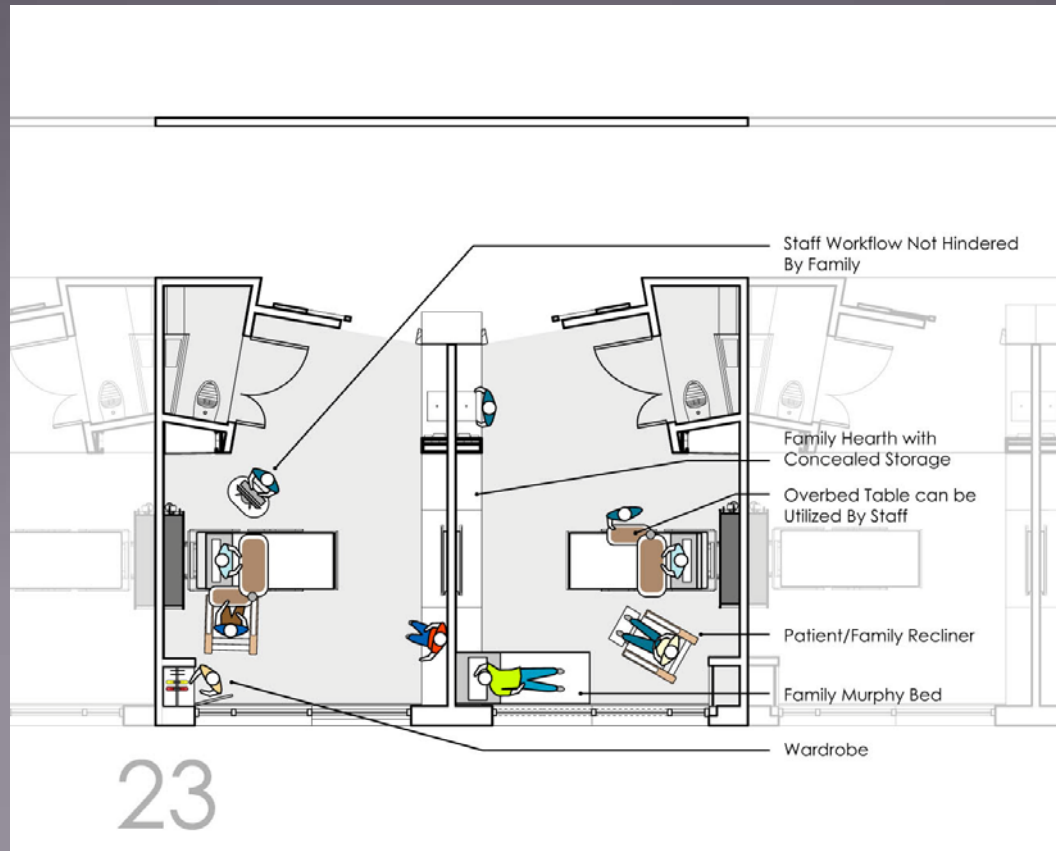 Staff Workflow Not Hindered
By Family
Family Hearth with
Concealed Storage
Overbed Table can be
Utilized By Staff
Patient/Family Recliner
Family Murphy Bed
Wardrobe
23